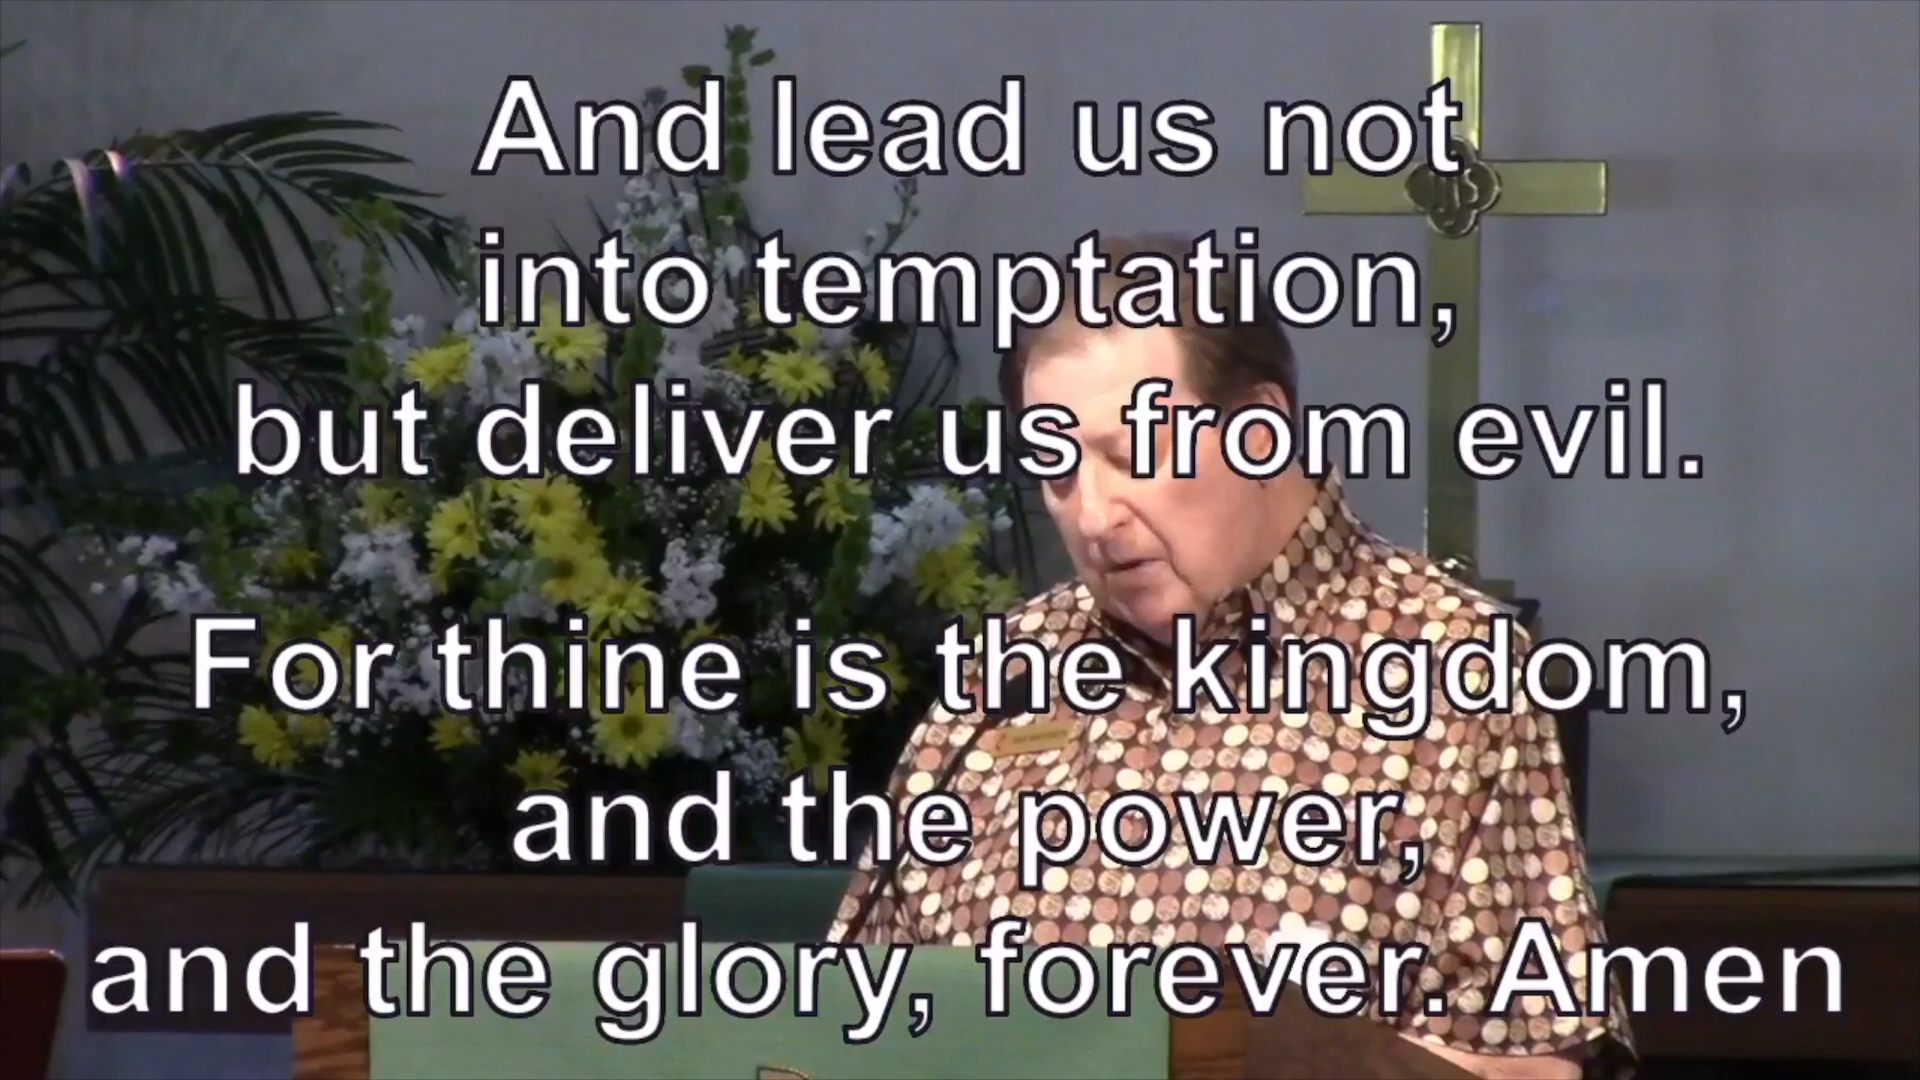 And lead us not
into temptation,
but deliver us from evil.
For thine is the kingdom,
and the power,
and the glory, forever. Amen